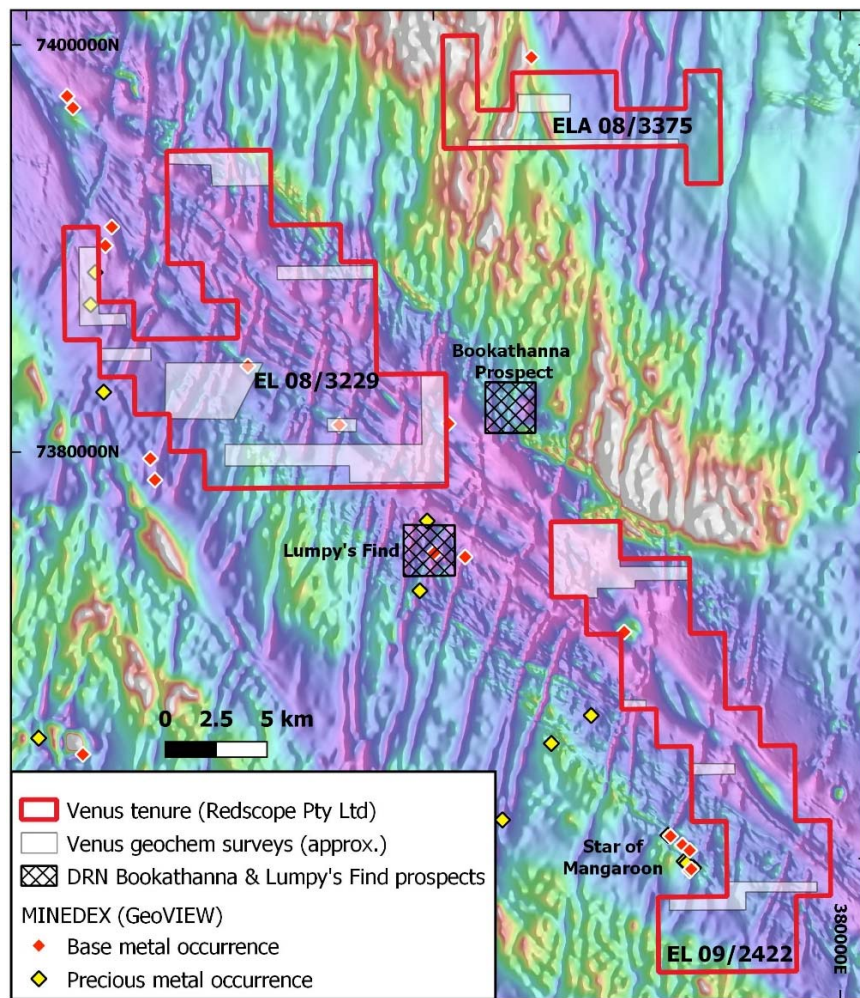 7400000N
ELA 08/3375
Bookathanna
Prospect
EL 08/3229
7380000N
Lumpy's Find
0 2.5 5 km
Star of
Mangaroon
EL 09/2422
3800000E
Venus tenure (Redscope Pty Ltd)
Venus geochem surveys (approx.)
DRN Bookathanna & Lumpy's Find prospects
MINEDEX (GeoVIEW)
Base metal occurrence
Precious metal occurrence